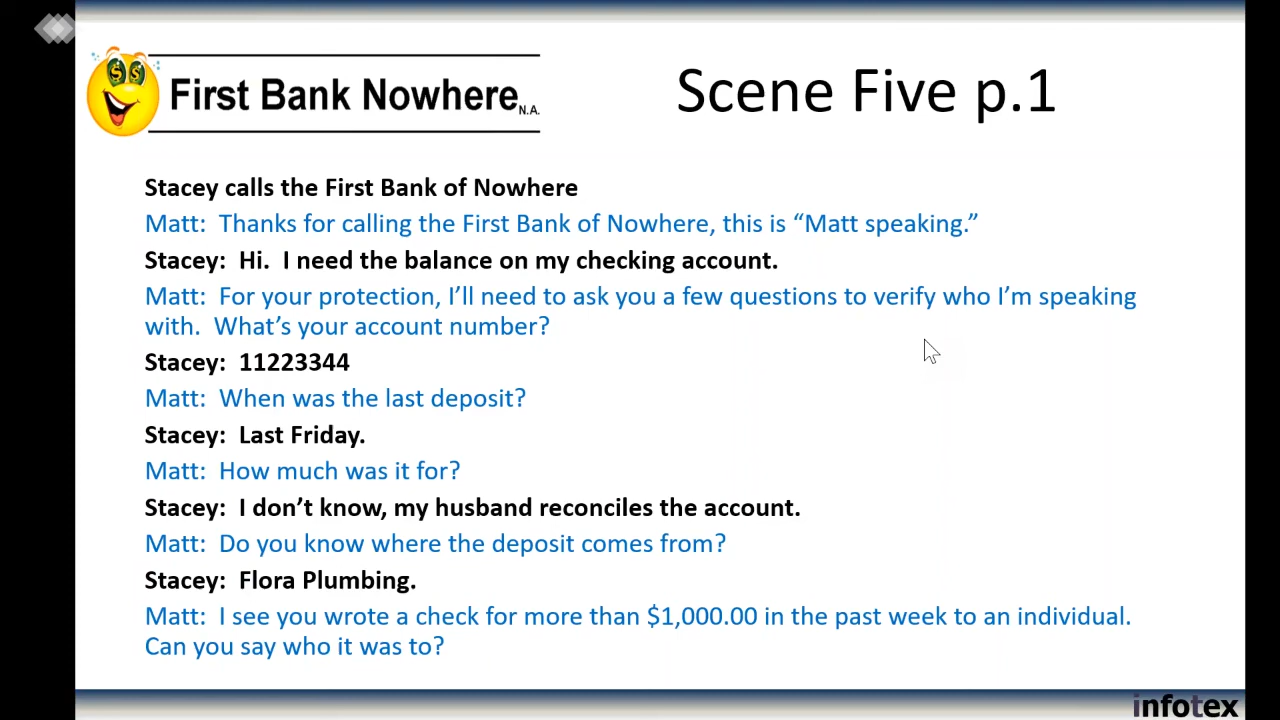 First Bank Nowhere N.A.
Scene Five p.1
Stacey calls the First Bank of Nowhere
Matt:  Thanks for calling the First Bank of Nowhere, this is “Matt speaking.”
Stacey:  Hi.  I need the balance on my checking account.
Matt:  For your protection, I’ll need to ask you a few questions to verify who I’m speaking
with.  What’s your account number?
Stacey:  11223344
Matt:  When was the last deposit?
Stacey:  Last Friday.
Matt:  How much was it for?
Stacey:  I don’t know, my husband reconciles the account.
Matt:  Do you know where the deposit comes from?
Stacey:  Flora Plumbing.
Matt:  I see you wrote a check for more than $1,000.00 in the past week to an individual.
Can you say who it was to?
infotex